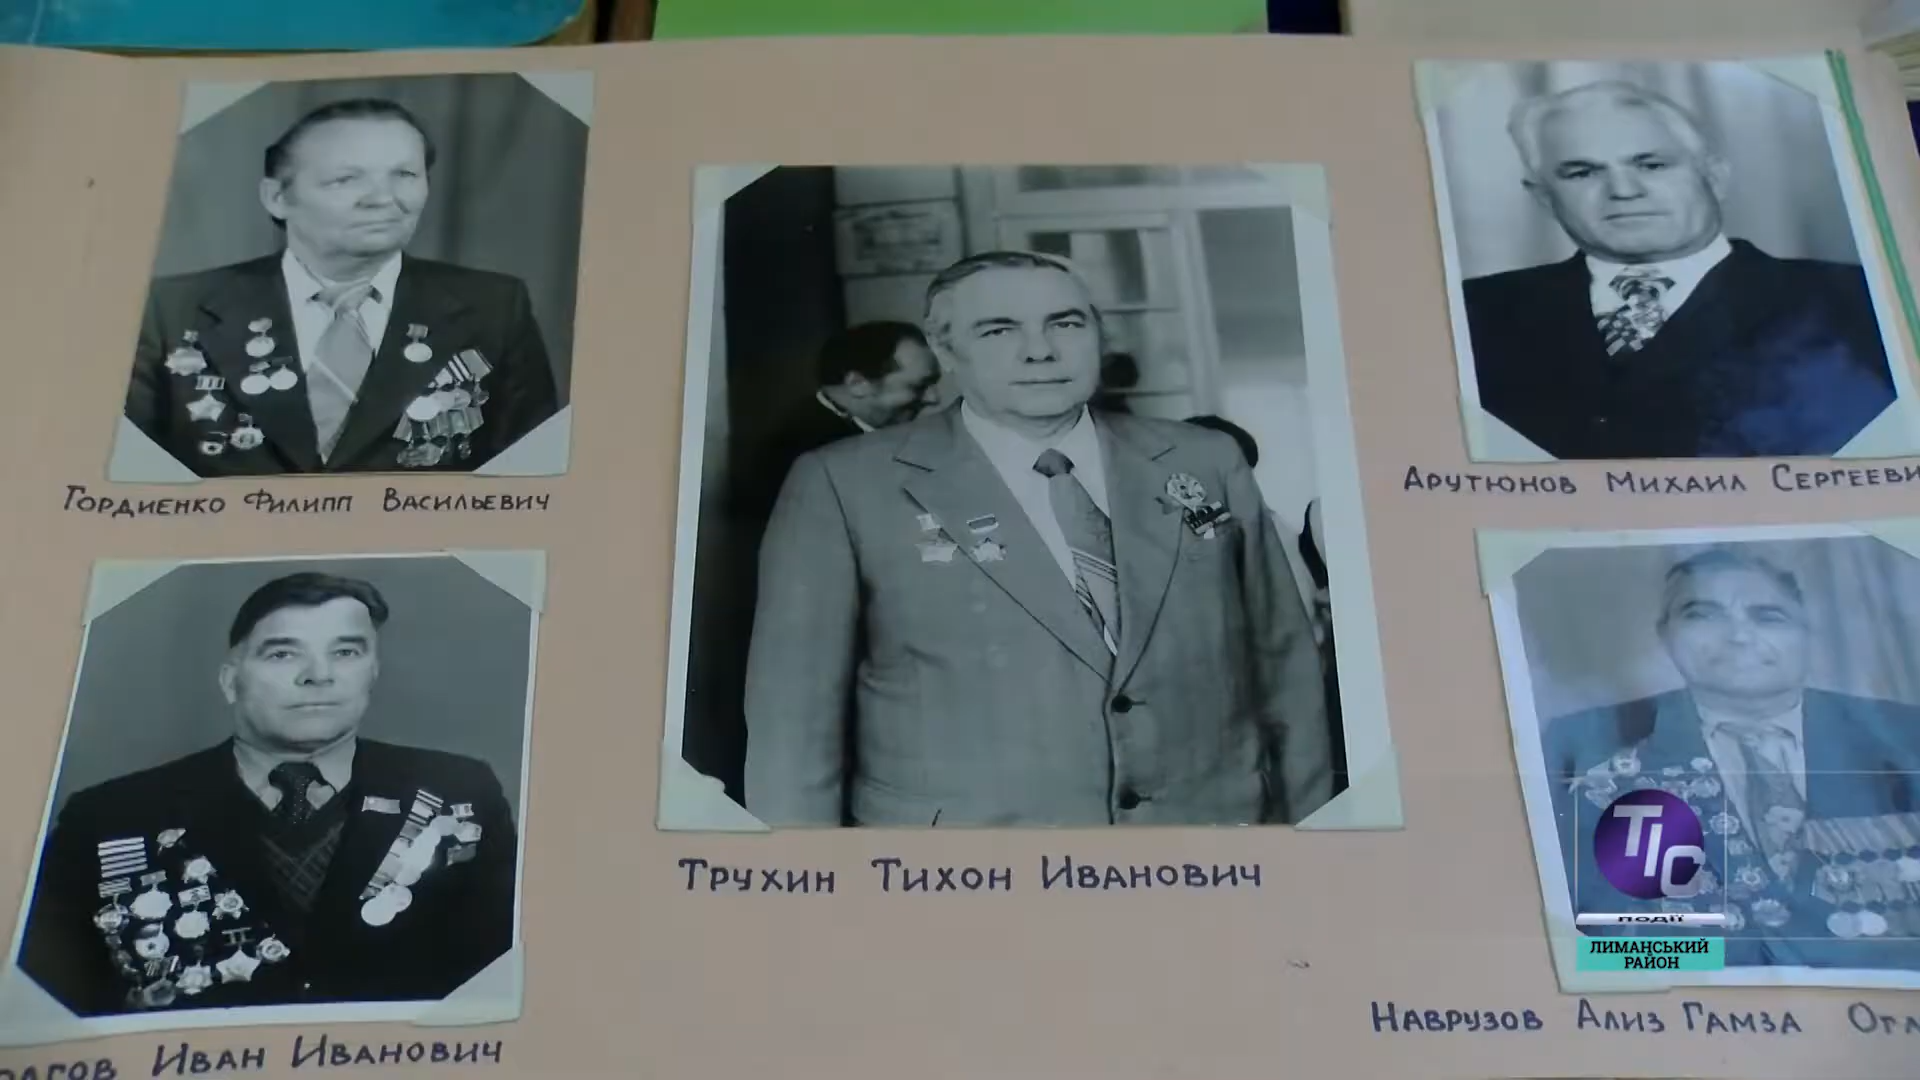 Гордиенко Филипп Васильевич
Арутюнов Михаил Сергееви
Трухин Тихон Иванович
Иван Иванович
Наврузов Ализ Гамза
ТІС
ПОДІЇ
ЛИМАНСЬКИЙ
РАЙОН